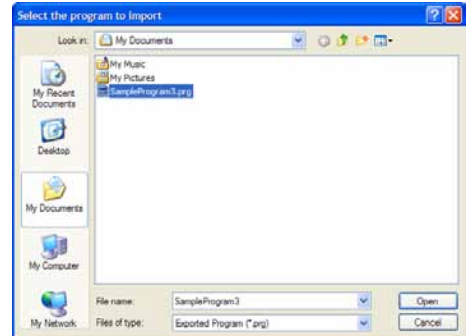 Select the program to import
Look in:
My Documents
My Recent
Documents
Desktop
My Documents
My Computer
My Network
My Music
My Pictures
SampleProgram3.prg
File name:
SampleProgram3
Open
Files of type:
Exported Program (*.prg)
Cancel